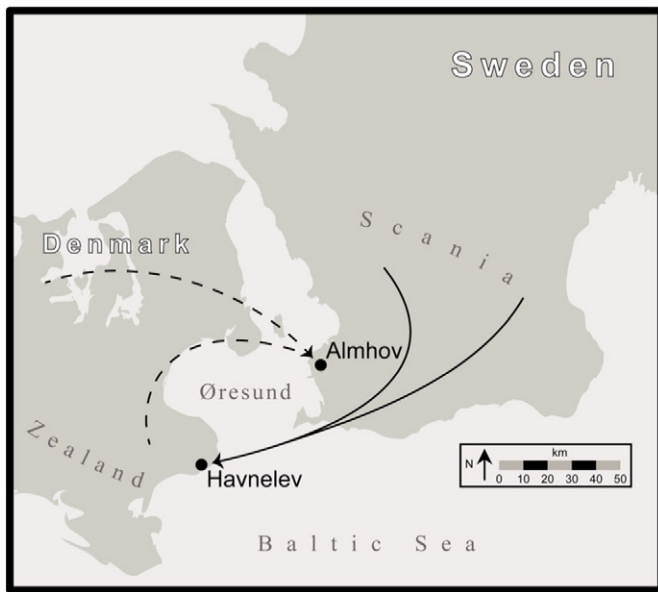 Sweden
Scania
Denmark
Almhov
Øresund
Zealand
Havnelev
km
N
0 10 20 30 40 50
Baltic Sea